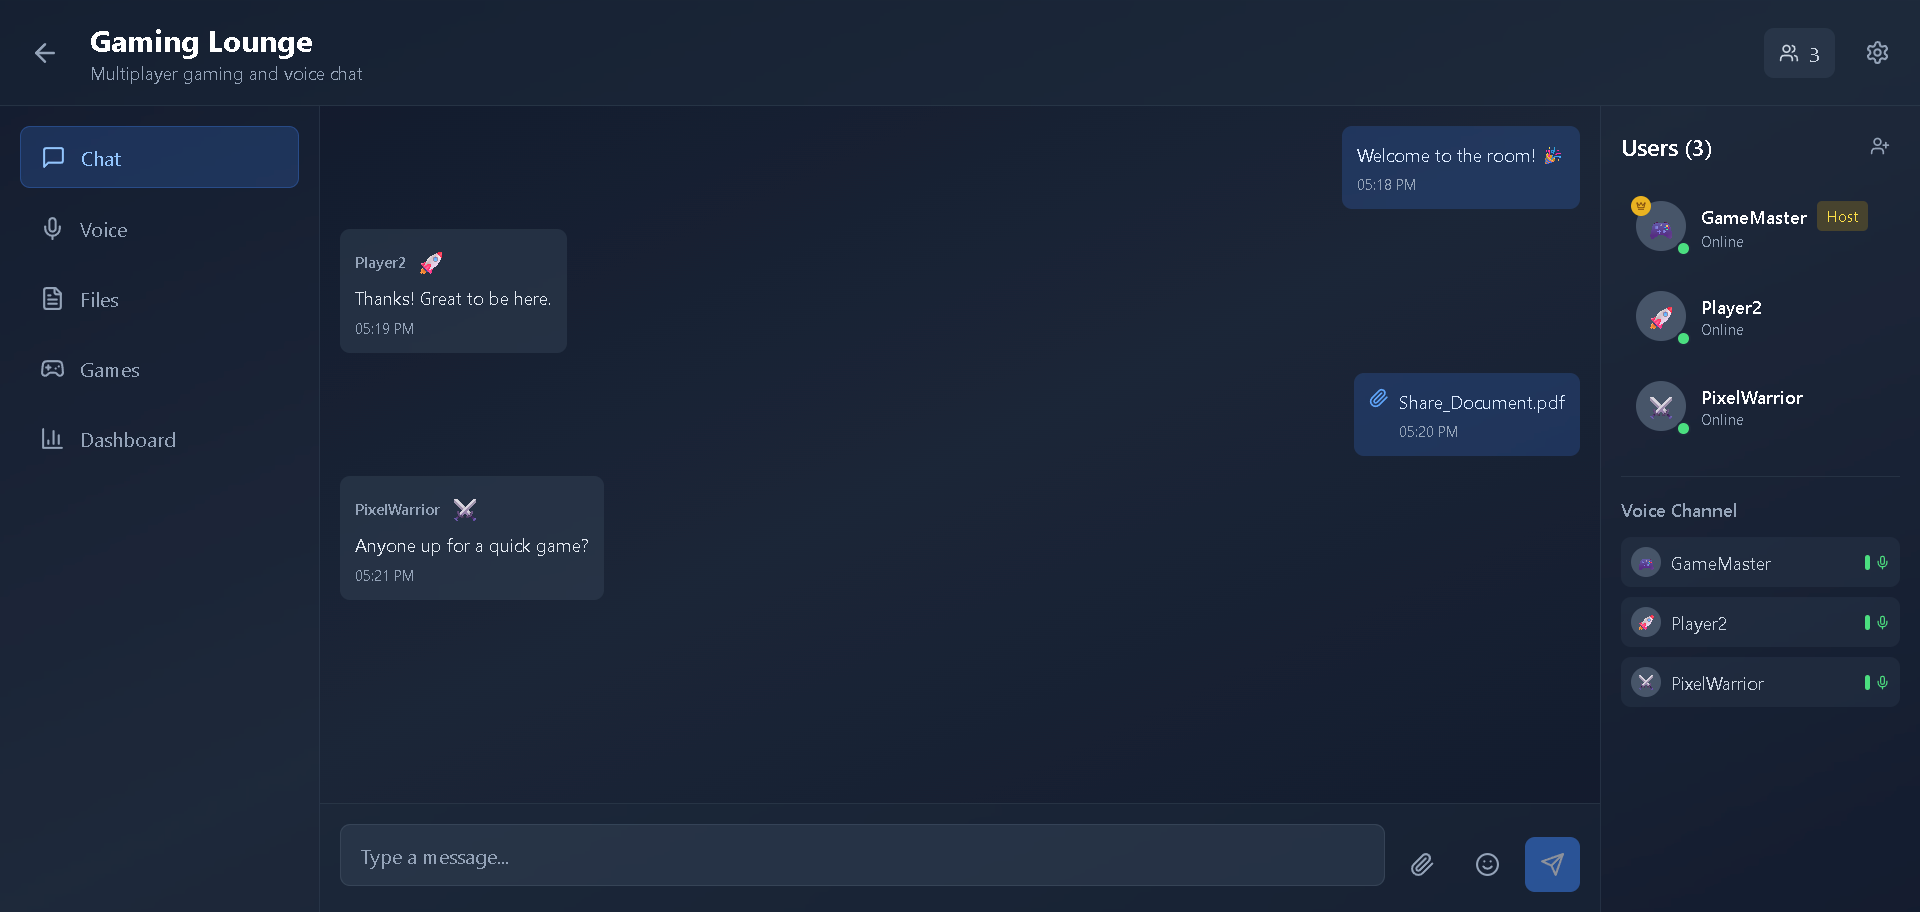 Gaming Lounge
Multiplayer gaming and voice chat
3
Chat
Voice
Files
Games
Dashboard
Welcome to the room! 🎉
05:18 PM
Player2 🚀
Thanks! Great to be here.
05:19 PM
Share_Document.pdf
05:20 PM
PixelWarrior ⚔️
Anyone up for a quick game?
05:21 PM
Type a message...
Users (3)
GameMaster Host
Online
Player2
Online
PixelWarrior
Online
Voice Channel
GameMaster
Player2
PixelWarrior